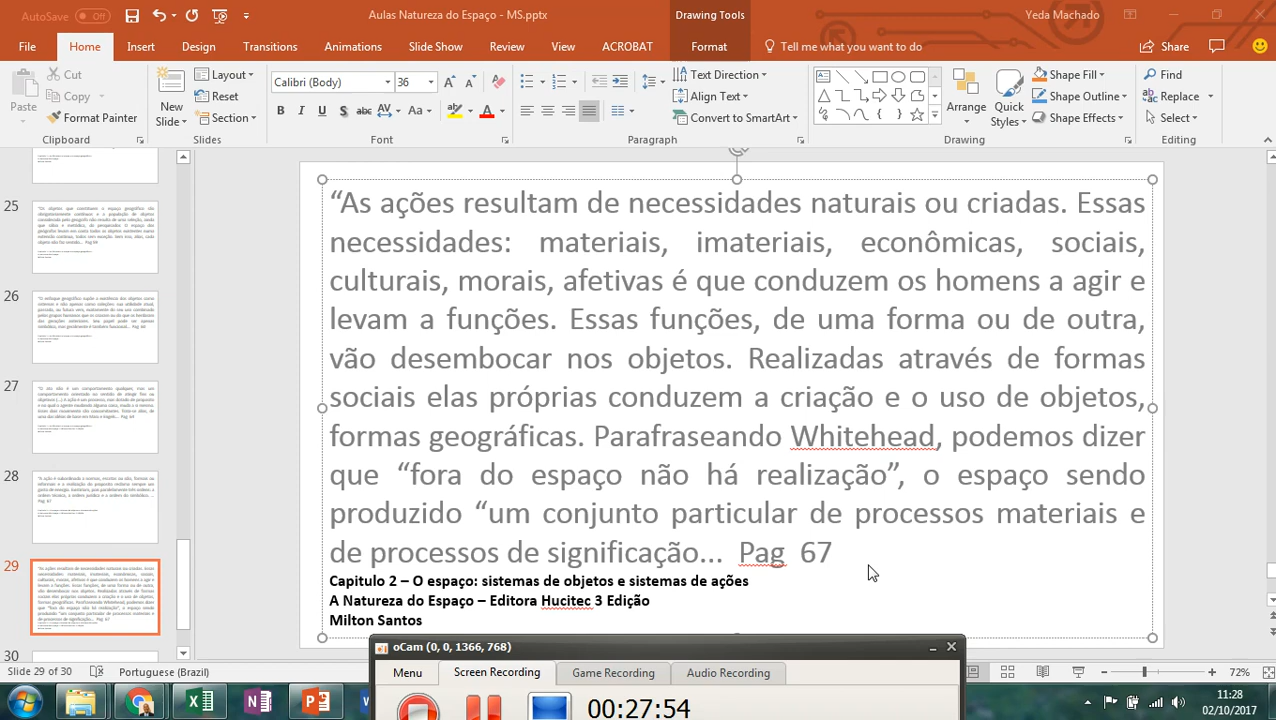 AutoSave Off
Aulas Natureza do Espaço - MS.pptx
Drawing Tools
Yeda Machado
File Home Insert Design Transitions Animations Slide Show Review View ACROBAT Format Tell me what you want to do Share
Cut
Copy
Format Painter
Paste
Clipboard
New Slide
Layout
Reset
Section
Slides
Calibri (Body) 36
B I U S abc AV Aa A
Font
Paragraph
Text Direction
Align Text
Convert to SmartArt
Arrange
Quick Styles
Shape Fill
Shape Outline
Shape Effects
Drawing
Find
Replace
Select
Editing
25
26
27
28
29
30
“As ações resultam de necessidades naturais ou criadas. Essas
necessidades: materiais, imateriais, econômicas, sociais,
culturais, morais, afetivas é que conduzem os homens a agir e
levam a funções. Essas funções, de uma forma ou de outra,
vão desembocar nos objetos. Realizadas através de formas
sociais elas próprias conduzem a criação e o uso de objetos,
formas geográficas. Parafraseando Whitehead, podemos dizer
que “fora do espaço não há realização”, o espaço sendo
produzido “um conjunto particular de processos materiais e
de processos de significação... Pag 67
Capitulo 2 – O espaço: sistemas de objetos e sistemas de ações
A Natureza do Espaço – Editora Hucitec 3 Edição
Milton Santos
oCam (0, 0, 1366, 768)
Menu
Screen Recording
Game Recording
Audio Recording
00:27:54
Slide 29 of 30
Portuguese (Brazil)
72%
11:28
02/10/2017